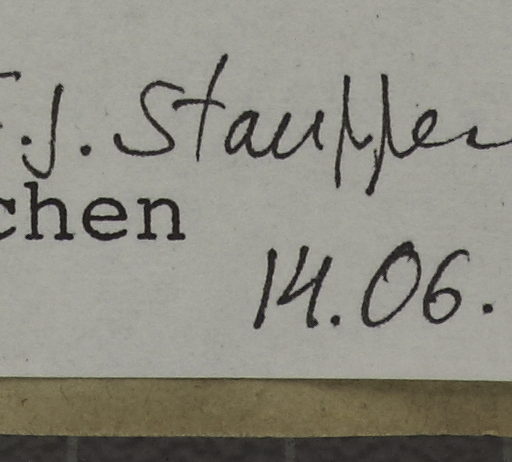 F.J. Stauffer
chen
14.06.